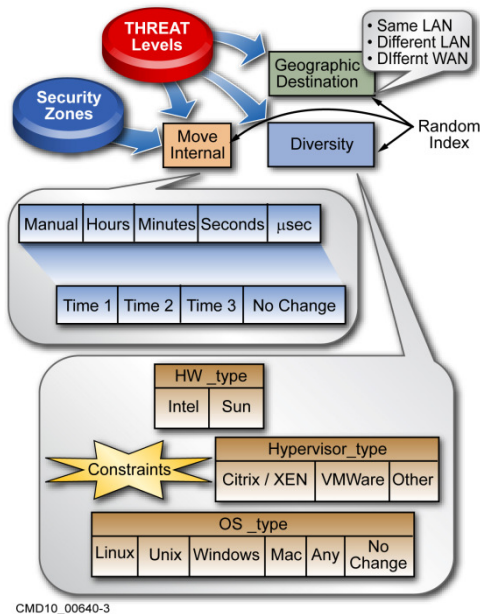 THREAT
Levels
• Same LAN
• Different LAN
• DIffernt WAN
Geographic
Destination
Security
Zones
Move
Internal
Diversity
Random
Index
Manual Hours Minutes Seconds μsec
Time 1 Time 2 Time 3 No Change
HW _type
Intel Sun
Constraints
Hypervisor_type
Citrix / XEN VMWare Other
OS _type
Linux Unix Windows Mac Any No
Change
CMD10_00640-3